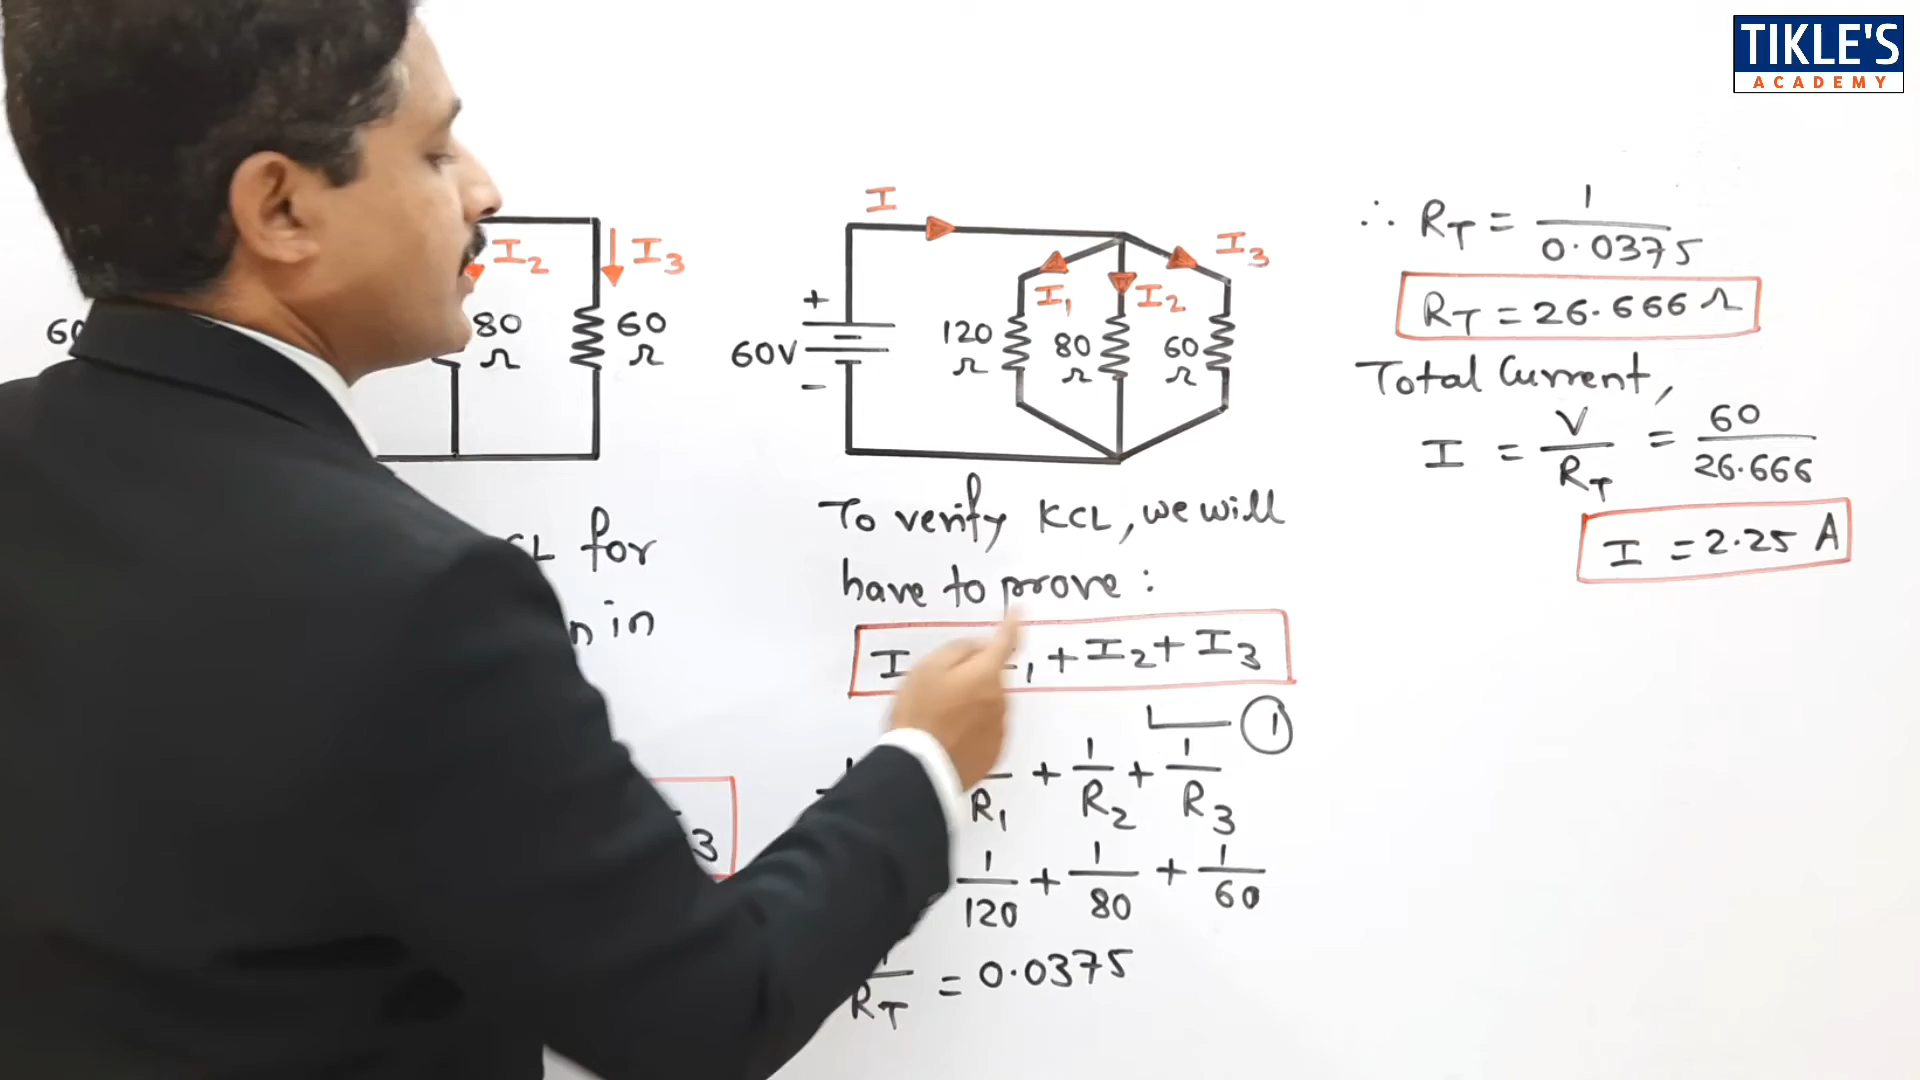 TIKLE'S
ACADEMY
I2 I3
60
80 Ω
60 Ω
for
in
3
I
I1 I2 I3
+
60V
-
120 Ω
80 Ω
60 Ω
To verify KCL, we will
have to prove :
I + I2 + I3
1
R1 + 1/R2 + 1/R3
1/120 + 1/80 + 1/60
1/RT = 0.0375
∴ RT = 1/0.0375
RT = 26.666 Ω
Total Current,
I = V/RT = 60/26.666
I = 2.25 A